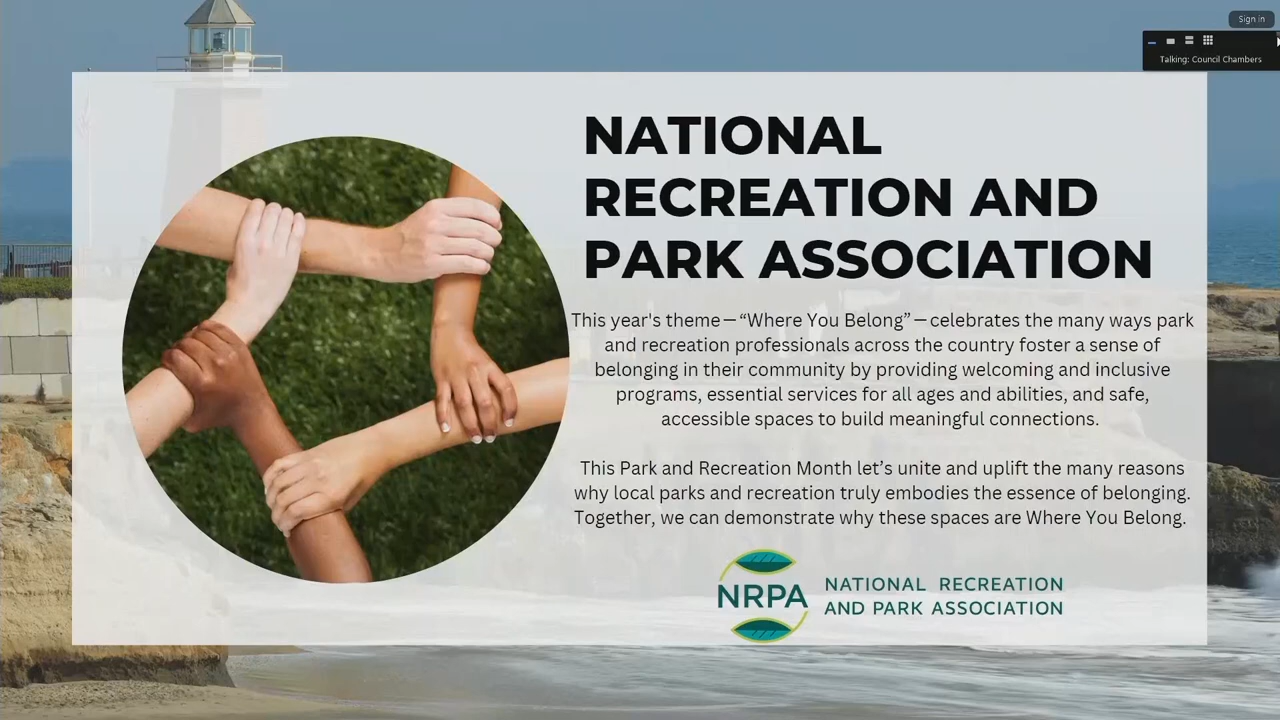 Sign in
Talking: Council Chambers
NATIONAL
RECREATION AND
PARK ASSOCIATION
This year's theme — “Where You Belong” — celebrates the many ways park
and recreation professionals across the country foster a sense of
belonging in their community by providing welcoming and inclusive
programs, essential services for all ages and abilities, and safe,
accessible spaces to build meaningful connections.
This Park and Recreation Month let’s unite and uplift the many reasons
why local parks and recreation truly embodies the essence of belonging.
Together, we can demonstrate why these spaces are Where You Belong.
NRPA
NATIONAL RECREATION
AND PARK ASSOCIATION